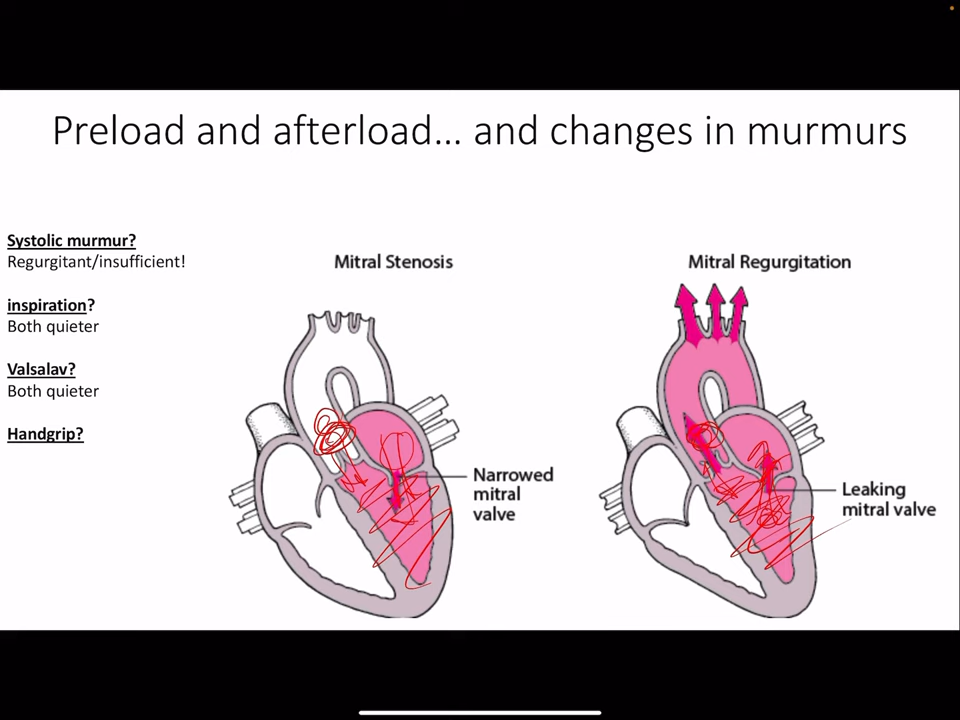 Preload and afterload... and changes in murmurs
Systolic murmur?
Regurgitant/insufficient!
inspiration?
Both quieter
Valsalav?
Both quieter
Handgrip?
Mitral Stenosis
Narrowed
mitral
valve
Mitral Regurgitation
Leaking
mitral valve